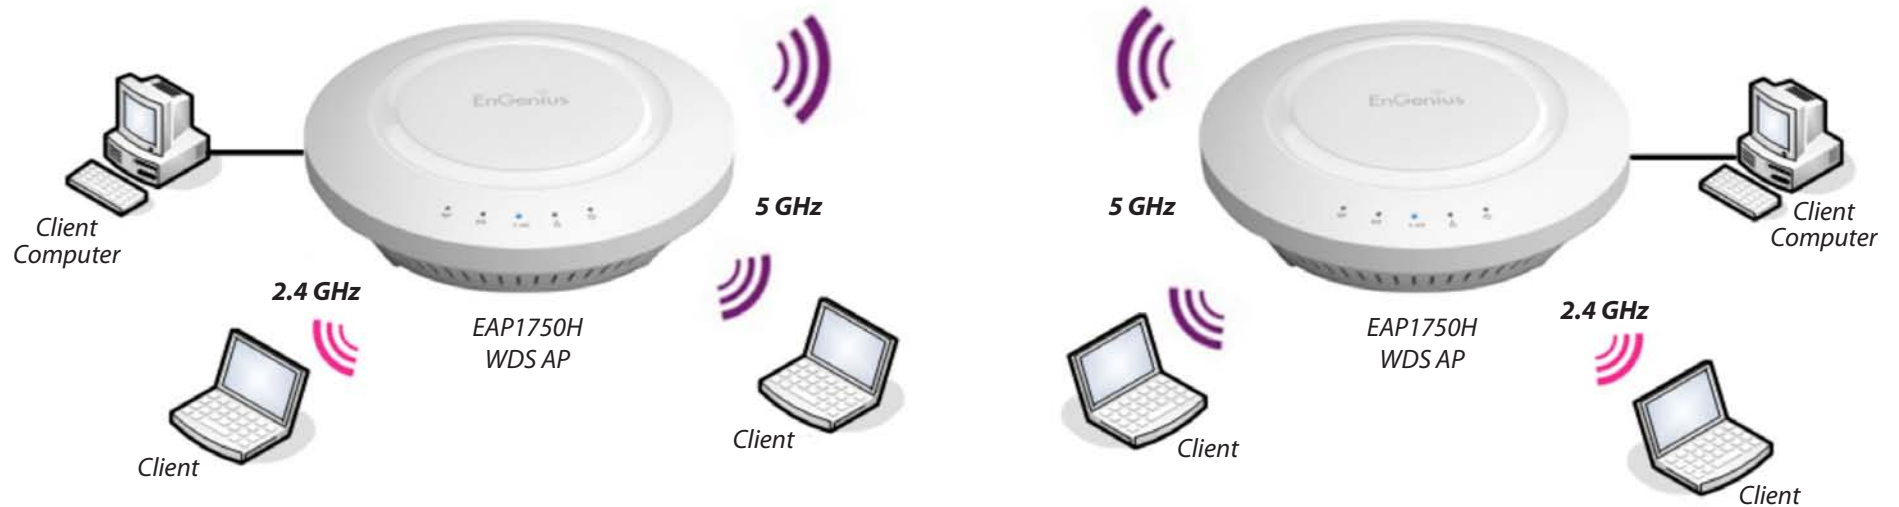 EnGenius
EnGenius
Client
Computer
5 GHz
5 GHz
Client
Computer
2.4 GHz
EAP1750H
WDS AP
2.4 GHz
EAP1750H
WDS AP
Client
Client
Client
Client